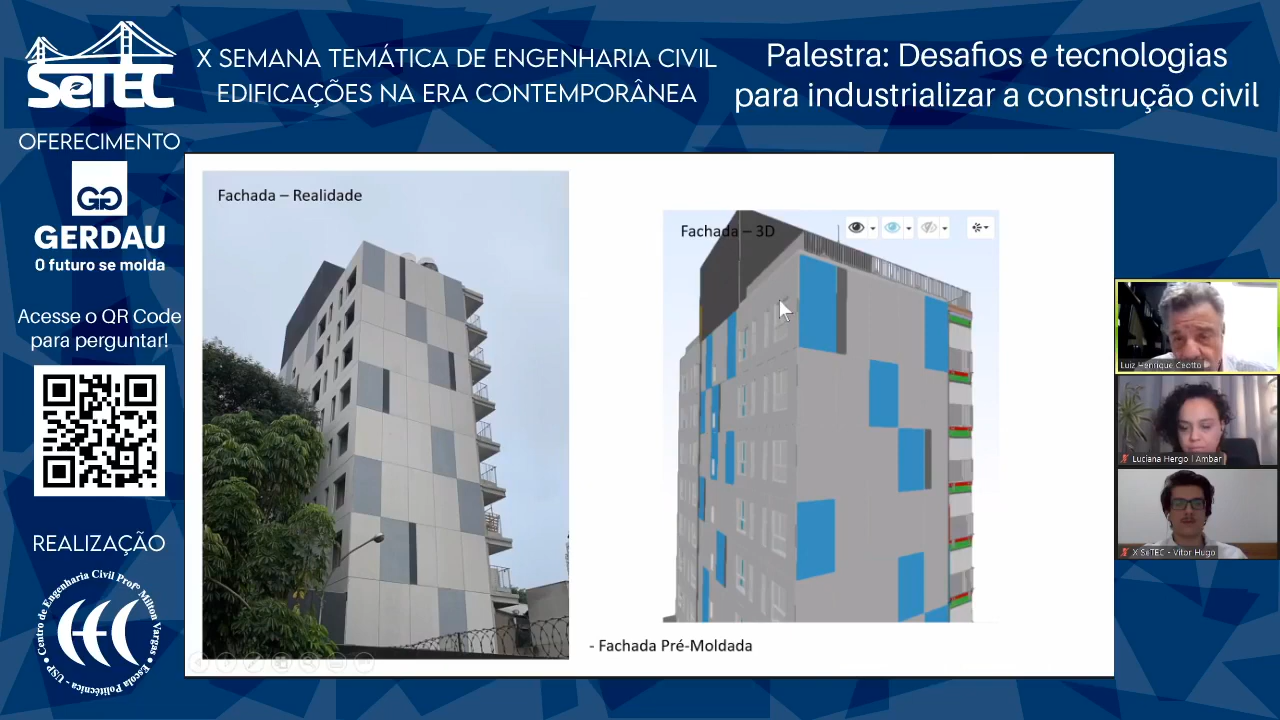 SeTEC
X SEMANA TEMÁTICA DE ENGENHARIA CIVIL
EDIFICAÇÕES NA ERA CONTEMPORÂNEA
Palestra: Desafios e tecnologias
para industrializar a construção civil
OFERECIMENTO
GERDAU
O futuro se molda
Acesse o QR Code
para perguntar!
REALIZAÇÃO
Centro de Engenharia Civil Profº Milton Vargas • Escola Politécnica - USP •
CEC
Fachada – Realidade
Fachada – 3D
- Fachada Pré-Moldada
Luiz Henrique Ceotto
Luciana Hergo | Ambar
X SeTEC - Vitor Hugo